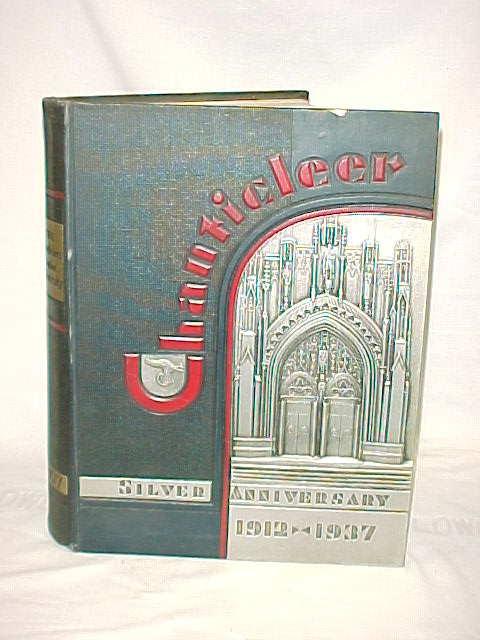 Chanticleer
SILVER ANNIVERSARY
1912 1937